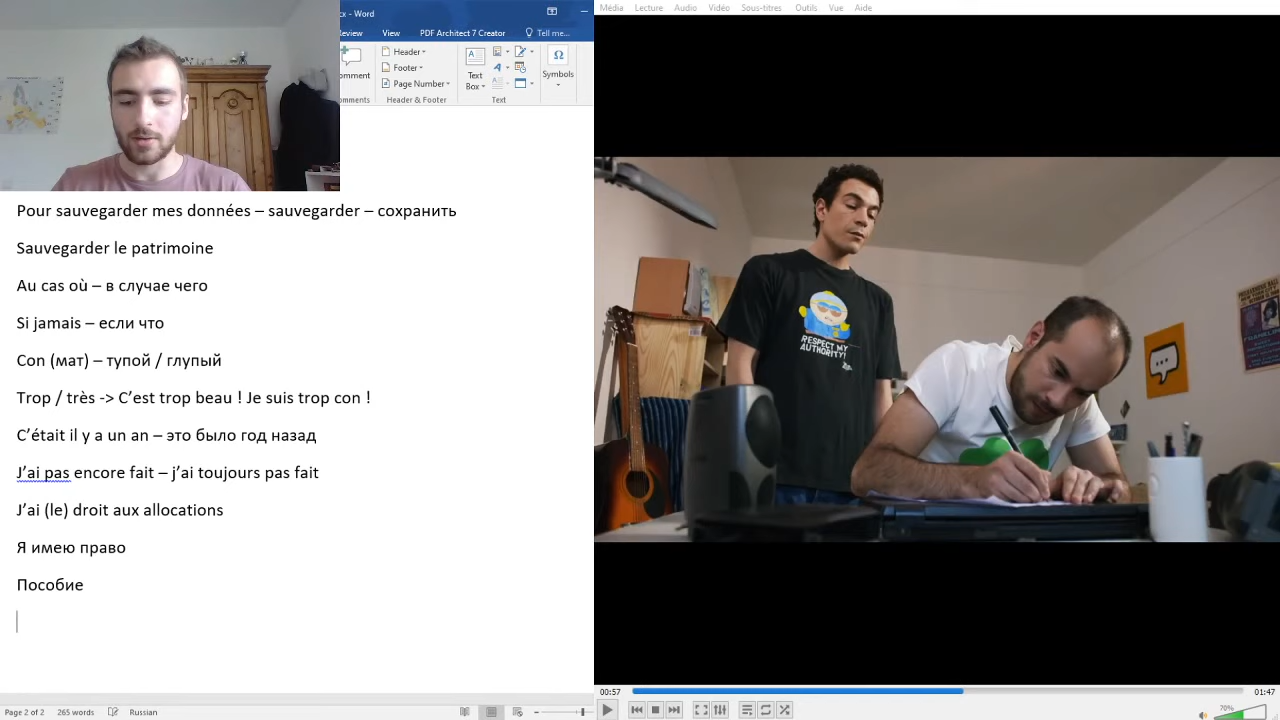 cx - Word
Review View PDF Architect 7 Creator Tell me...
Comment
Header
Footer
Page Number
Text
Box
Symbols
Header & Footer
Text
Pour sauvegarder mes données – sauvegarder – сохранить
Sauvegarder le patrimoine
Au cas où – в случае чего
Si jamais – если что
Con (мат) – тупой / глупый
Trop / très -> C’est trop beau ! Je suis trop con !
C’était il y a un an – это было год назад
J’ai pas encore fait – j’ai toujours pas fait
J’ai (le) droit aux allocations
Я имею право
Пособие
Page 2 of 2 265 words Russian
Média Lecture Audio Vidéo Sous-titres Outils Vue Aide
RESPECT MY
AUTHORITY!
00:57 01:47
70%